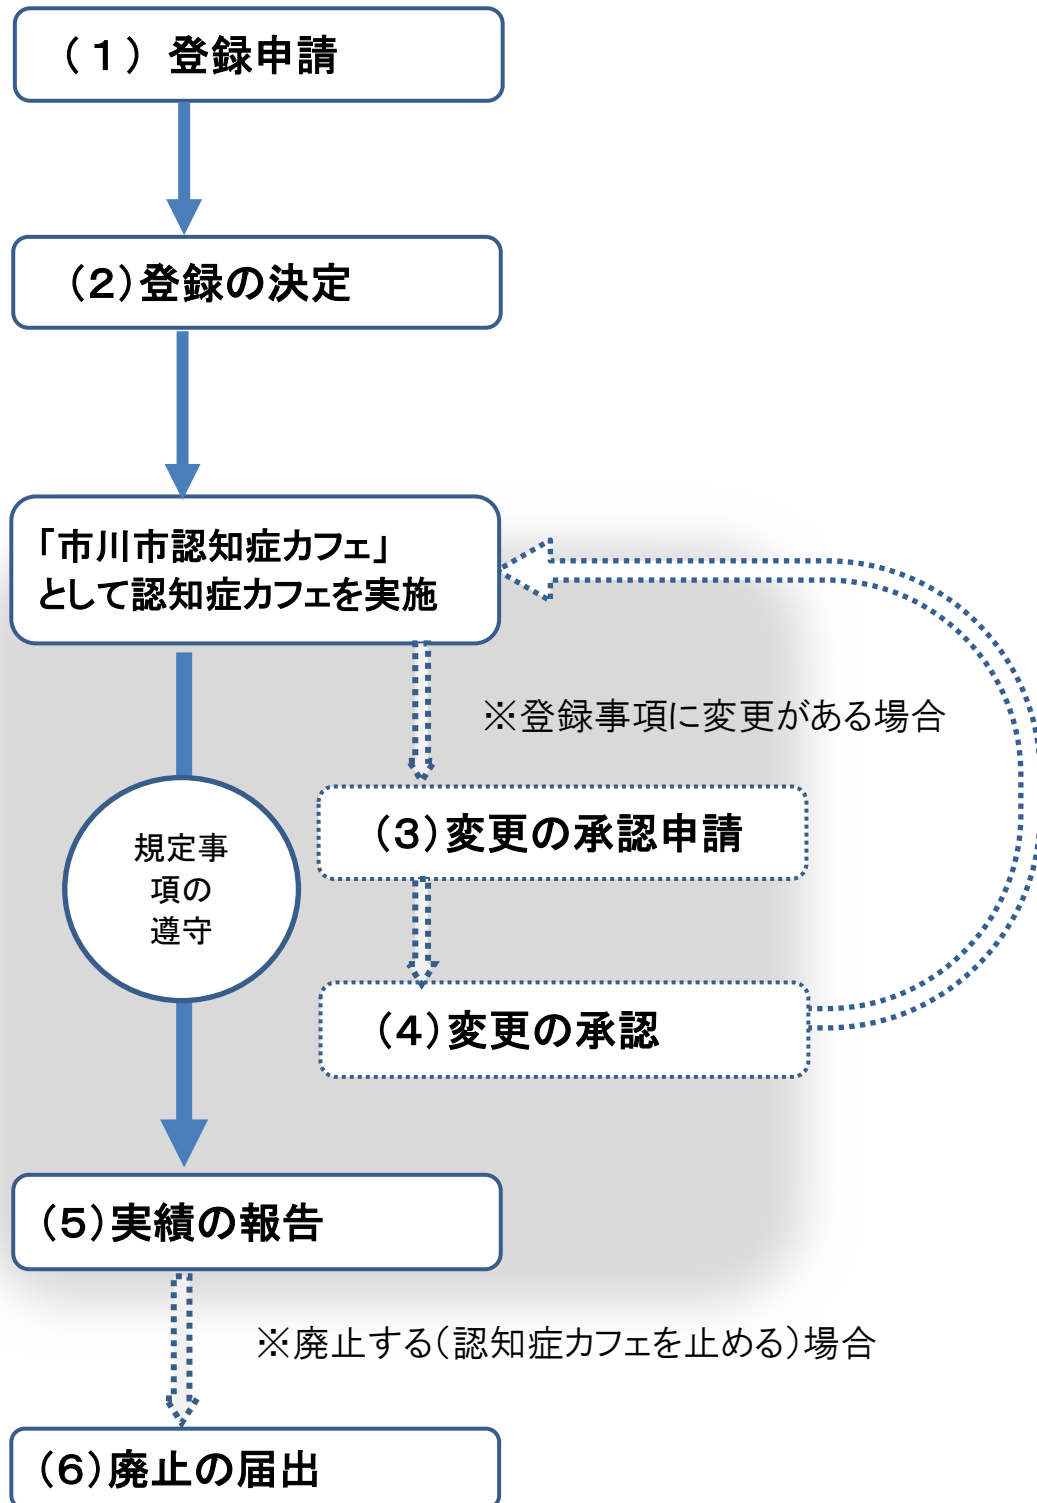 （１） 登録申請
（２）登録の決定
「市川市認知症カフェ」
として認知症カフェを実施
※登録事項に変更がある場合
（３）変更の承認申請
規定事
項の
遵守
（４）変更の承認
（５）実績の報告
※廃止する（認知症カフェを止める）場合
（６）廃止の届出